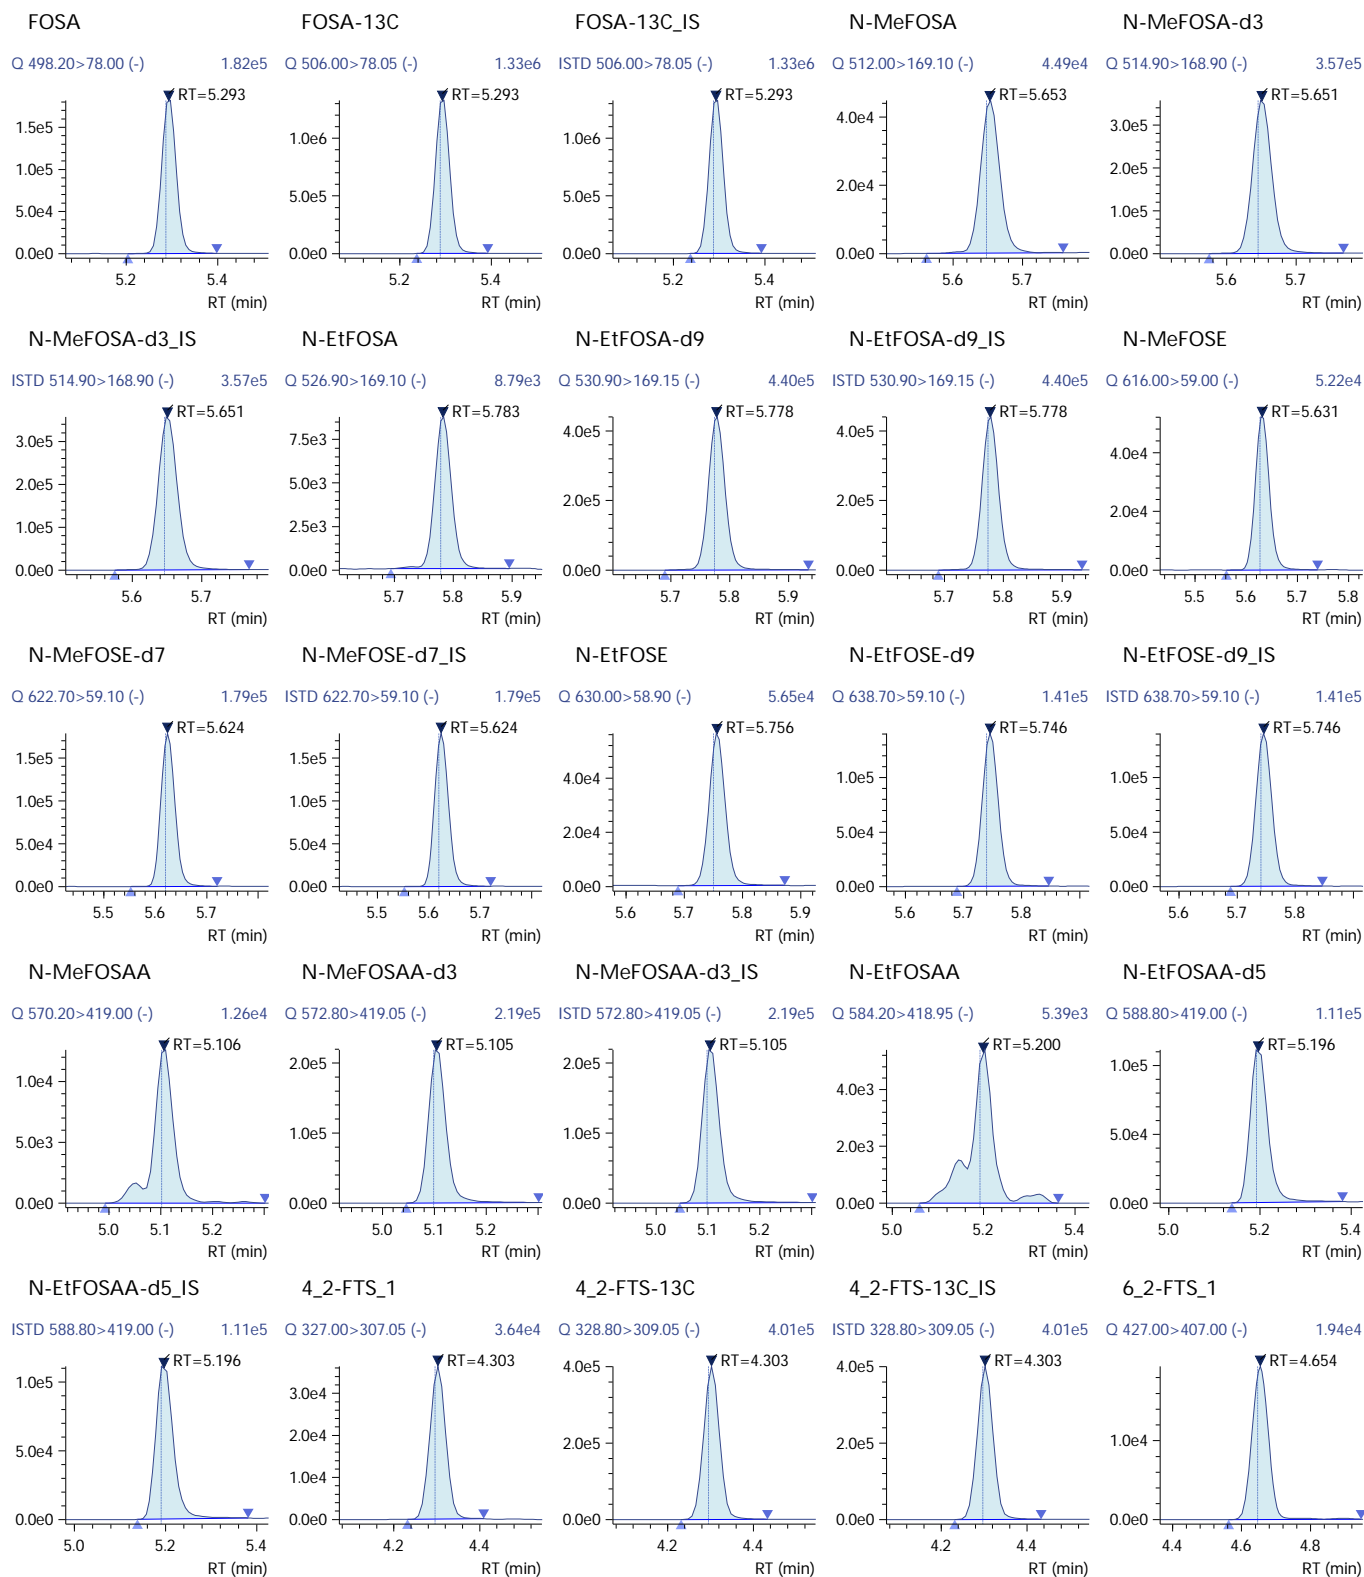 FOSA FOSA-13C FOSA-13C_IS N-MeFOSA N-MeFOSA-d3
Q 498.20>78.00 (-) 1.82e5 Q 506.00>78.05 (-) 1.33e6 ISTD 506.00>78.05 (-) 1.33e6 Q 512.00>169.10 (-) 4.49e4 Q 514.90>168.90 (-) 3.57e5
RT=5.293 RT=5.293 RT=5.293 RT=5.653 RT=5.651
1.5e5 1.0e5 5.0e4 0.0e0 1.0e6 5.0e5 0.0e0 1.0e6 5.0e5 0.0e0 4.0e4 2.0e4 0.0e0 3.0e5 2.0e5 1.0e5 0.0e0
5.2 5.4 5.2 5.4 5.2 5.4 5.6 5.7 5.6 5.7
RT (min) RT (min) RT (min) RT (min) RT (min)
N-MeFOSA-d3_IS N-EtFOSA N-EtFOSA-d9 N-EtFOSA-d9_IS N-MeFOSE
ISTD 514.90>168.90 (-) 3.57e5 Q 526.90>169.10 (-) 8.79e3 Q 530.90>169.15 (-) 4.40e5 ISTD 530.90>169.15 (-) 4.40e5 Q 616.00>59.00 (-) 5.22e4
RT=5.651 RT=5.783 RT=5.778 RT=5.778 RT=5.631
3.0e5 2.0e5 1.0e5 0.0e0 7.5e3 5.0e3 2.5e3 0.0e0 4.0e5 2.0e5 0.0e0 4.0e5 2.0e5 0.0e0 4.0e4 2.0e4 0.0e0
5.6 5.7 5.7 5.8 5.9 5.7 5.8 5.9 5.7 5.8 5.9 5.5 5.6 5.7 5.8
RT (min) RT (min) RT (min) RT (min) RT (min)
N-MeFOSE-d7 N-MeFOSE-d7_IS N-EtFOSE N-EtFOSE-d9 N-EtFOSE-d9_IS
Q 622.70>59.10 (-) 1.79e5 ISTD 622.70>59.10 (-) 1.79e5 Q 630.00>58.90 (-) 5.65e4 Q 638.70>59.10 (-) 1.41e5 ISTD 638.70>59.10 (-) 1.41e5
RT=5.624 RT=5.624 RT=5.756 RT=5.746 RT=5.746
1.5e5 1.0e5 5.0e4 0.0e0 1.5e5 1.0e5 5.0e4 0.0e0 4.0e4 2.0e4 0.0e0 1.0e5 5.0e4 0.0e0 1.0e5 5.0e4 0.0e0
5.5 5.6 5.7 5.5 5.6 5.7 5.6 5.7 5.8 5.9 5.6 5.7 5.8 5.6 5.7 5.8
RT (min) RT (min) RT (min) RT (min) RT (min)
N-MeFOSAA N-MeFOSAA-d3 N-MeFOSAA-d3_IS N-EtFOSAA N-EtFOSAA-d5
Q 570.20>419.00 (-) 1.26e4 Q 572.80>419.05 (-) 2.19e5 ISTD 572.80>419.05 (-) 2.19e5 Q 584.20>418.95 (-) 5.39e3 Q 588.80>419.00 (-) 1.11e5
RT=5.106 RT=5.105 RT=5.105 RT=5.200 RT=5.196
1.0e4 5.0e3 0.0e0 2.0e5 1.0e5 0.0e0 2.0e5 1.0e5 0.0e0 4.0e3 2.0e3 0.0e0 1.0e5 5.0e4 0.0e0
5.0 5.1 5.2 5.0 5.1 5.2 5.0 5.1 5.2 5.0 5.2 5.4 5.0 5.2 5.4
RT (min) RT (min) RT (min) RT (min) RT (min)
N-EtFOSAA-d5_IS 4_2-FTS_1 4_2-FTS-13C 4_2-FTS-13C_IS 6_2-FTS_1
ISTD 588.80>419.00 (-) 1.11e5 Q 327.00>307.05 (-) 3.64e4 Q 328.80>309.05 (-) 4.01e5 ISTD 328.80>309.05 (-) 4.01e5 Q 427.00>407.00 (-) 1.94e4
RT=5.196 RT=4.303 RT=4.303 RT=4.303 RT=4.654
1.0e5 5.0e4 0.0e0 3.0e4 2.0e4 1.0e4 0.0e0 4.0e5 2.0e5 0.0e0 4.0e5 2.0e5 0.0e0 1.0e4 0.0e0
5.0 5.2 5.4 4.2 4.4 4.2 4.4 4.2 4.4 4.4 4.6 4.8
RT (min) RT (min) RT (min) RT (min) RT (min)